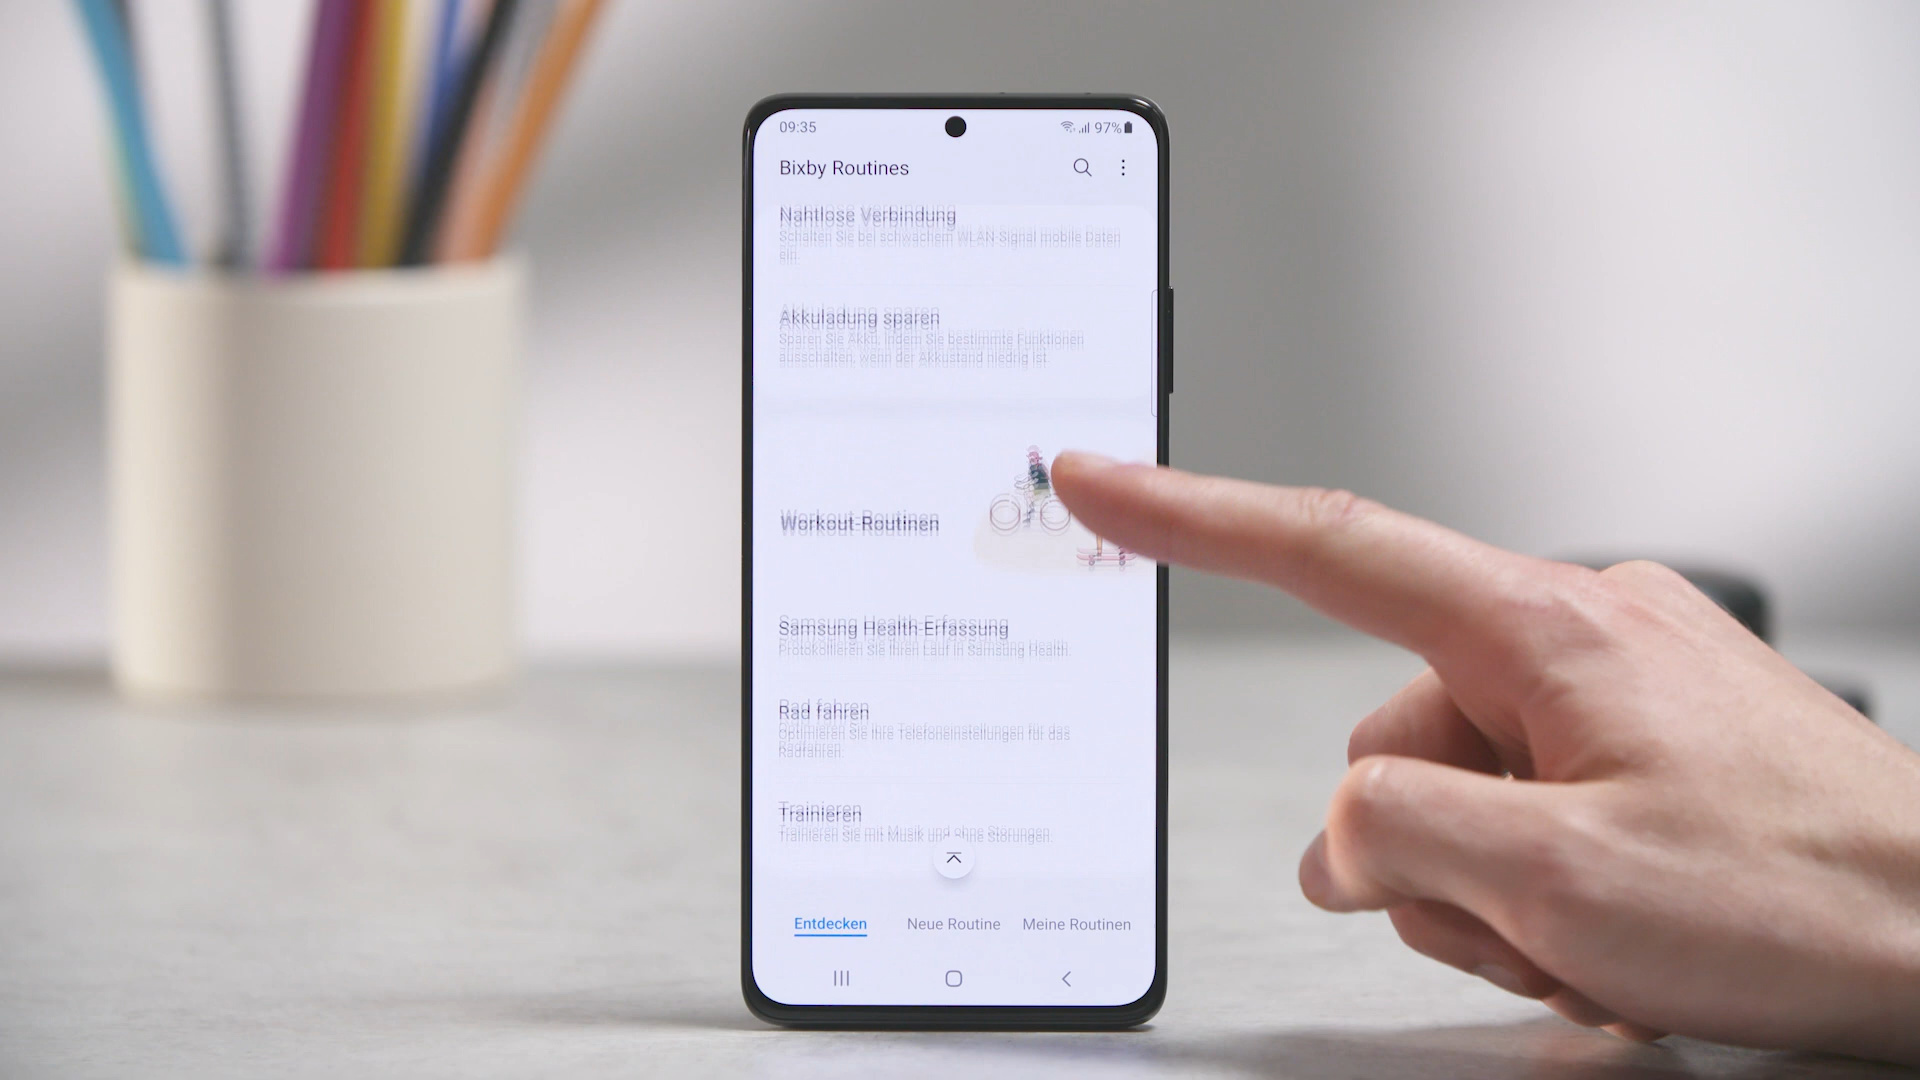 09:35
97%
Bixby Routines
Nahtlose Verbindung
Schalten Sie bei schwachem WLAN-Signal mobile Daten
ein.
Akkuladung sparen
Sparen Sie Akku, indem Sie bestimmte Funktionen
ausschalten, wenn der Akkustand niedrig ist.
Workout-Routinen
Samsung Health-Erfassung
Protokollieren Sie Ihren Lauf in Samsung Health.
Rad fahren
Optimieren Sie Ihre Telefoneinstellungen für das
Radfahren.
Trainieren
Trainieren Sie mit Musik und ohne Störungen.
Entdecken
Neue Routine
Meine Routinen